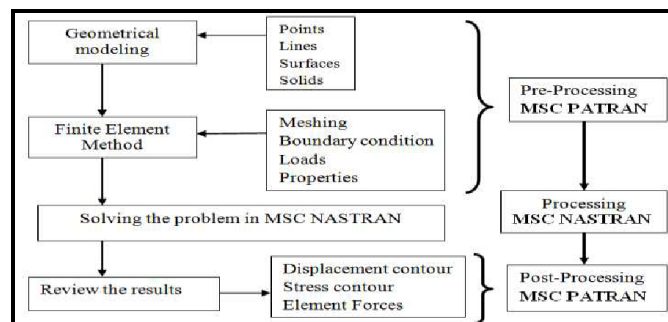 Geometrical
modeling
Points
Lines
Surfaces
Solids
Finite Element
Method
Meshing
Boundary condition
Loads
Properties
Pre-Processing
MSC PATRAN
Solving the problem in MSC NASTRAN
Processing
MSC NASTRAN
Review the results
Displacement contour
Stress contour
Element Forces
Post-Processing
MSC PATRAN